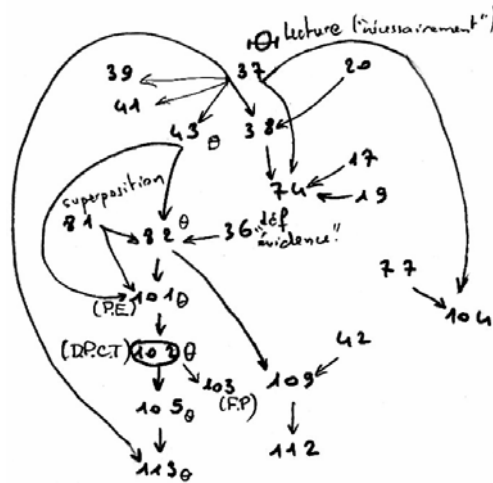 Θ Lecture ("nécessairement")
39 37 20
41
43 θ 38
17
74
19
superposition
81 82 θ 36 "déf
évidence".
77
101 θ
(P.E)
104
(D.P.C.T) 102 θ
42
103
(F.P)
109
105 θ
112
113 θ